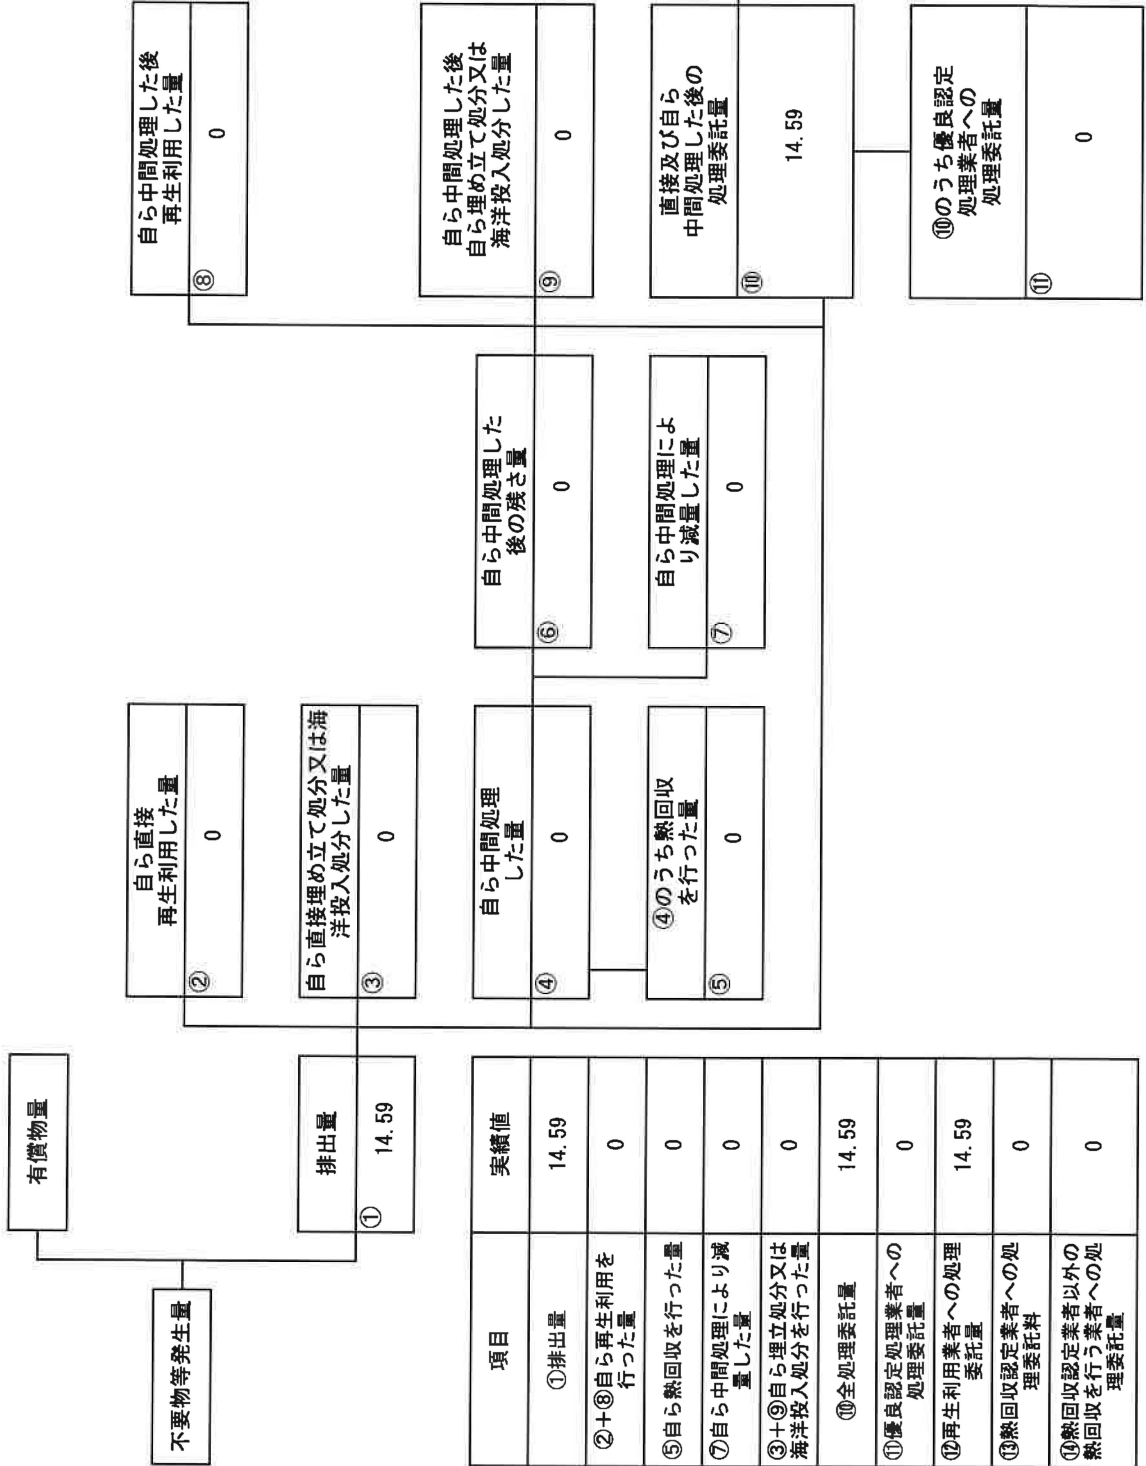 不要物等発生量
有償物量
排出量
①
14.59
自ら直接
再生利用した量
②
0
自ら直接埋め立て処分又は海
洋投入処分した量
③
0
自ら中間処理
した量
④
0
④のうち熱回収
を行った量
⑤
0
自ら中間処理した
後の残さ量
⑥
0
自ら中間処理によ
り減量した量
⑦
0
自ら中間処理した後
再生利用した量
⑧
0
自ら中間処理した後
自ら埋め立て処分又は
海洋投入処分した量
⑨
0
直接及び自ら
中間処理した後の
処理委託量
⑩
14.59
⑩のうち優良認定
処理業者への
処理委託量
⑪
0
項目 実績値
①排出量 14.59
②+⑧自ら再生利用を
行った量 0
⑤自ら熱回収を行った量 0
⑦自ら中間処理により減
量した量 0
③+⑨自ら埋立処分又は
海洋投入処分を行った量 0
⑩全処理委託量 14.59
⑪優良認定処理業者への
処理委託量 0
⑫再生利用業者への処理
委託量 14.59
⑬熱回収認定業者への処
理委託料 0
⑭熱回収認定業者以外の
熱回収を行う業者への処
理委託量 0